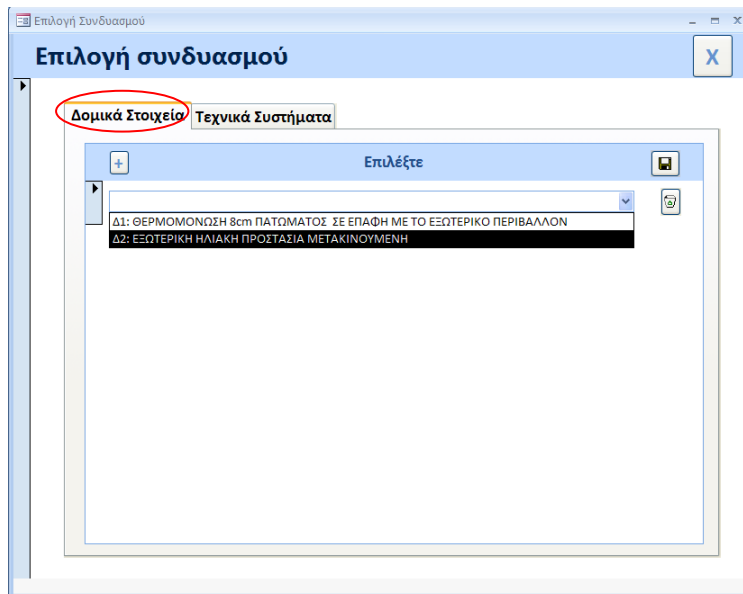 Επιλογή Συνδυασμού
Επιλογή συνδυασμού
X
Δομικά Στοιχεία
Τεχνικά Συστήματα
+
Επιλέξτε
Δ1: ΘΕΡΜΟΜΟΝΩΣΗ 8cm ΠΑΤΩΜΑΤΟΣ ΣΕ ΕΠΑΦΗ ΜΕ ΤΟ ΕΞΩΤΕΡΙΚΟ ΠΕΡΙΒΑΛΛΟΝ
Δ2: ΕΞΩΤΕΡΙΚΗ ΗΛΙΑΚΗ ΠΡΟΣΤΑΣΙΑ ΜΕΤΑΚΙΝΟΥΜΕΝΗ